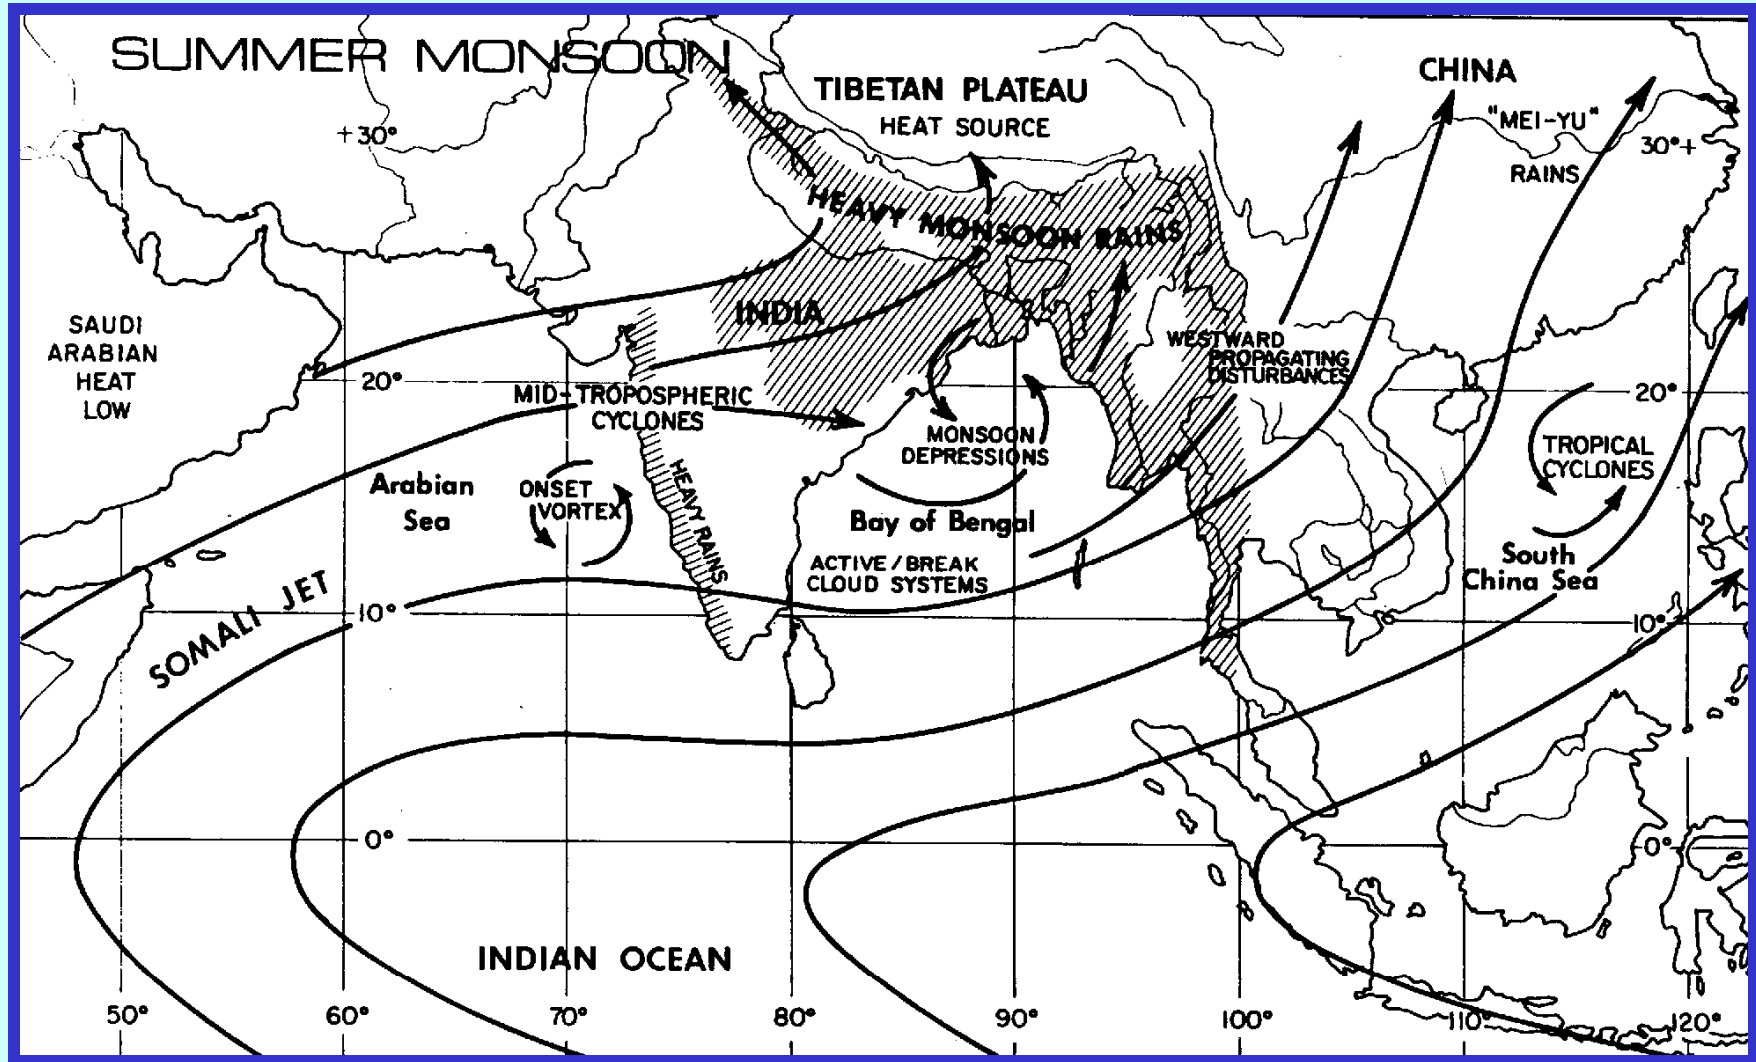 SUMMER MONSOON
TIBETAN PLATEAU
HEAT SOURCE
CHINA
"MEI-YU"
RAINS
+30°
30°+
HEAVY MONSOON RAINS
INDIA
SAUDI
ARABIAN
HEAT
LOW
WESTWARD
PROPAGATING
DISTURBANCES
20°
20°
MID-TROPOSPHERIC
CYCLONES
MONSOON
DEPRESSIONS
TROPICAL
CYCLONES
Arabian
Sea
ONSET
VORTEX
HEAVY RAINS
Bay of Bengal
ACTIVE/BREAK
CLOUD SYSTEMS
South
China Sea
SOMALI JET
10°
10°
0°
0°
INDIAN OCEAN
50°
60°
70°
80°
90°
100°
110°
120°